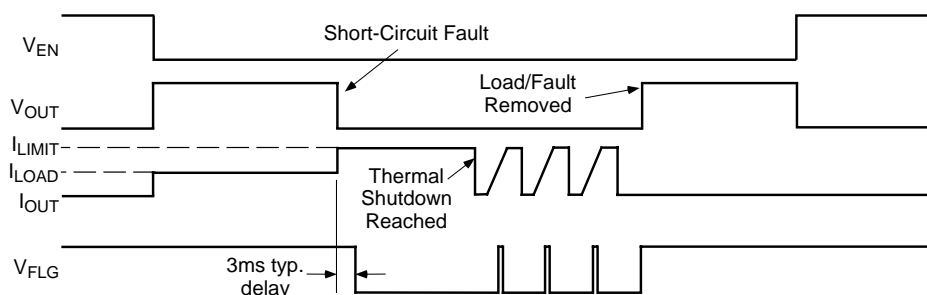 VEN
Short-Circuit Fault
Load/Fault
Removed
VOUT
ILIMIT
ILOAD
IOUT
Thermal
Shutdown
Reached
VFLG
3ms typ.
delay